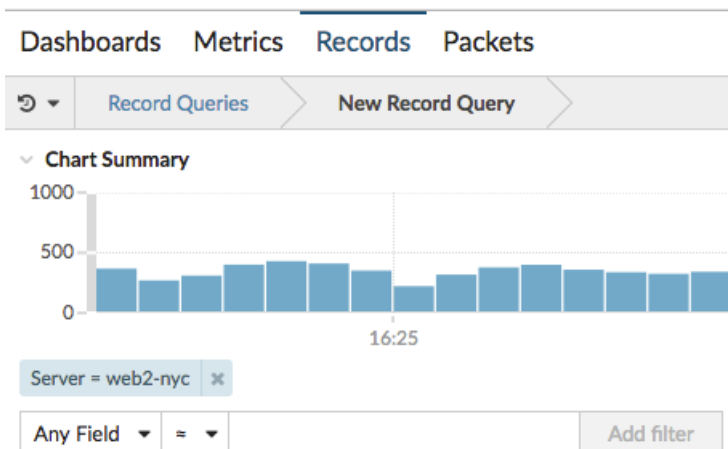 Dashboards Metrics Records Packets
Record Queries New Record Query
Chart Summary
1000
500
0
16:25
Server = web2-nyc ×
Any Field ≈ Add filter